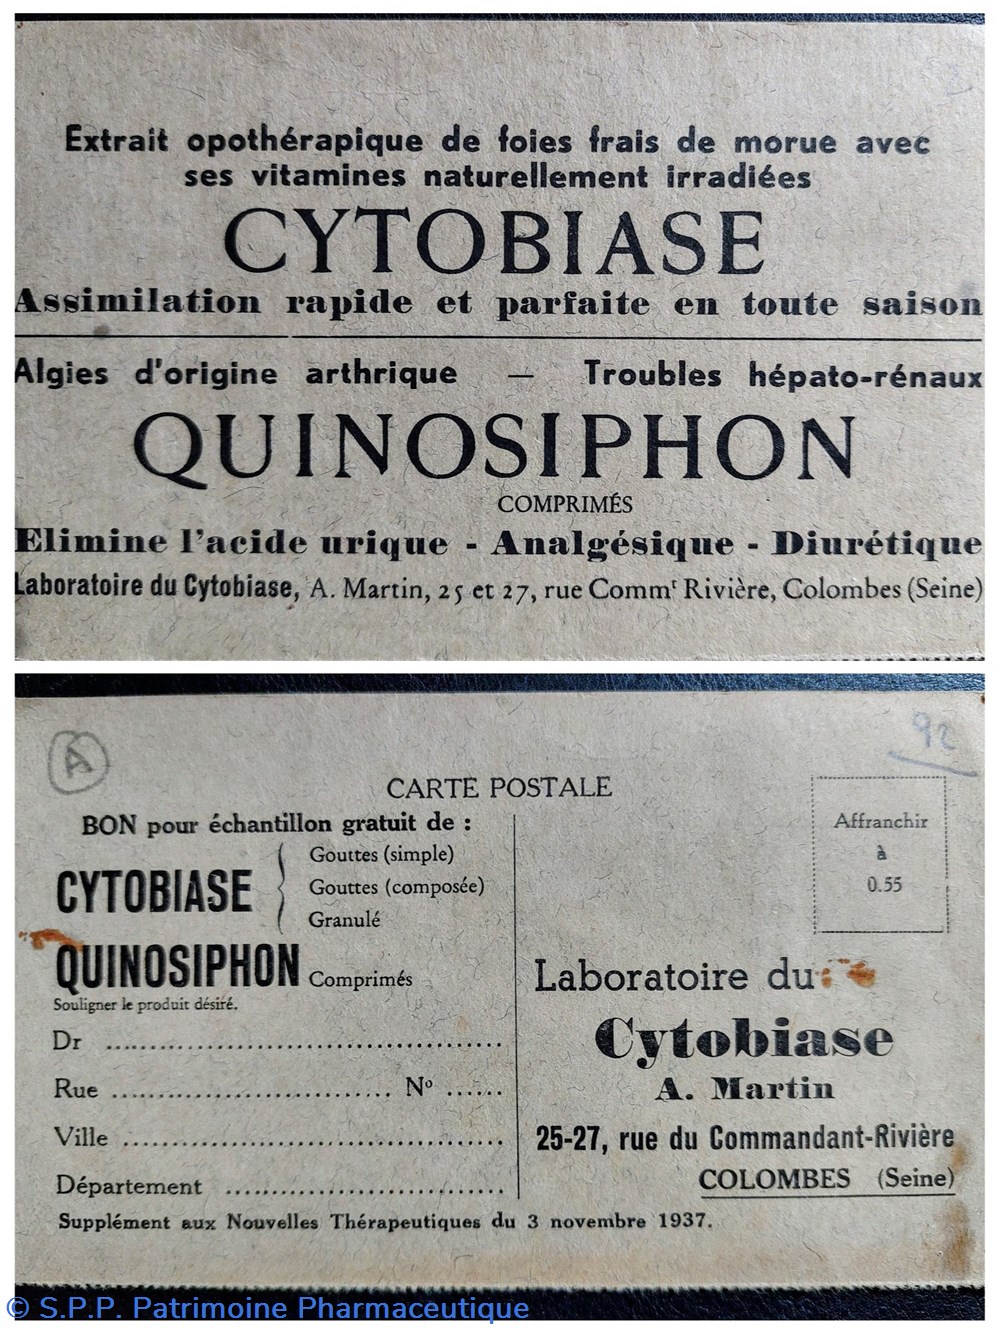 Extrait opothérapique de foies frais de morue avec
ses vitamines naturellement irradiées
CYTOBIASE
Assimilation rapide et parfaite en toute saison
Algies d'origine arthrique — Troubles hépato-rénaux
QUINOSIPHON
COMPRIMÉS
Elimine l'acide urique - Analgésique - Diurétique
Laboratoire du Cytobiase, A. Martin, 25 et 27, rue Commt Rivière, Colombes (Seine)
A
92
CARTE POSTALE
BON pour échantillon gratuit de :
CYTOBIASE
Gouttes (simple)
Gouttes (composée)
Granulé
QUINOSIPHON Comprimés
Souligner le produit désiré.
Dr ................................................
Rue .................................. No .......
Ville ..............................................
Département ..................................
Supplément aux Nouvelles Thérapeutiques du 3 novembre 1937.
Affranchir
à
0.55
Laboratoire du
Cytobiase
A. Martin
25-27, rue du Commandant-Rivière
COLOMBES (Seine)
© S.P.P. Patrimoine Pharmaceutique